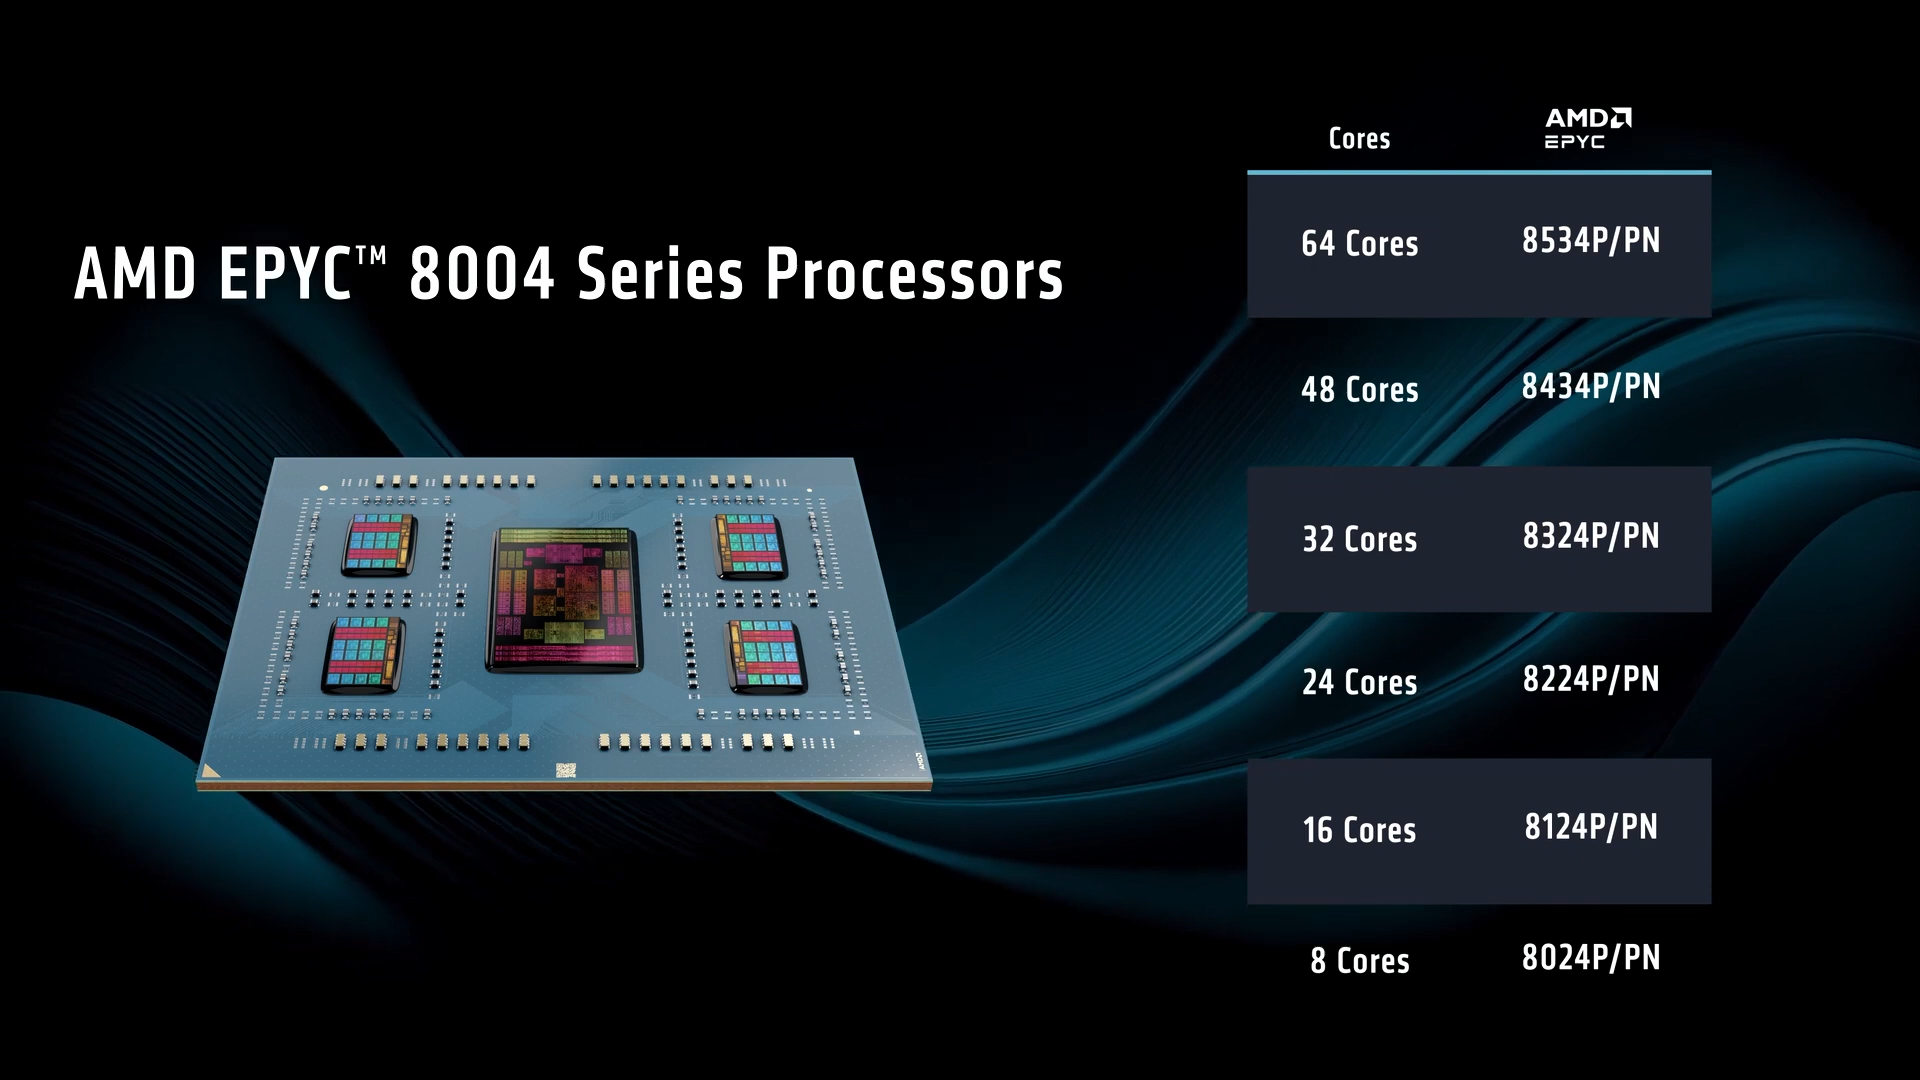 AMD EPYC™ 8004 Series Processors
Cores
AMD
EPYC
64 Cores 8534P/PN
48 Cores 8434P/PN
32 Cores 8324P/PN
24 Cores 8224P/PN
16 Cores 8124P/PN
8 Cores 8024P/PN
AMD